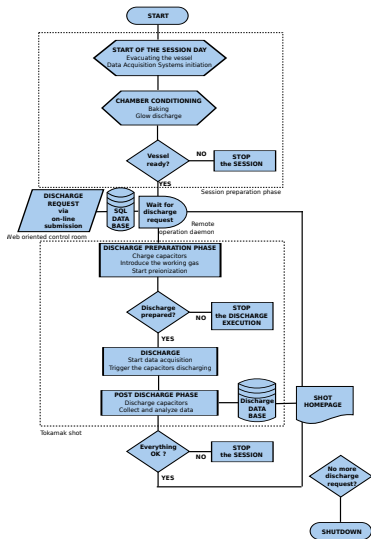 START
START OF THE SESSION DAY
Evacuating the vessel
Data Acquisition Systems initiation
CHAMBER CONDITIONING
Baking
Glow discharge
Vessel
ready?
NO
STOP
the SESSION
YES
Session preparation phase
DISCHARGE
REQUEST
via
on-line
submission
SQL
DATA
BASE
Wait for
discharge
request
Web oriented control room
Remote
operation daemon
DISCHARGE PREPARATION PHASE
Charge capacitors
Introduce the working gas
Start preionization
Discharge
prepared?
NO
STOP
the DISCHARGE
EXECUTION
YES
DISCHARGE
Start data acquisition
Trigger the capacitors discharging
POST DISCHARGE PHASE
Discharge capacitors
Collect and analyze data
Discharge
DATA
BASE
SHOT
HOMEPAGE
Tokamak shot
Everything
OK ?
NO
STOP
the SESSION
YES
No more
discharge
request?
SHUTDOWN